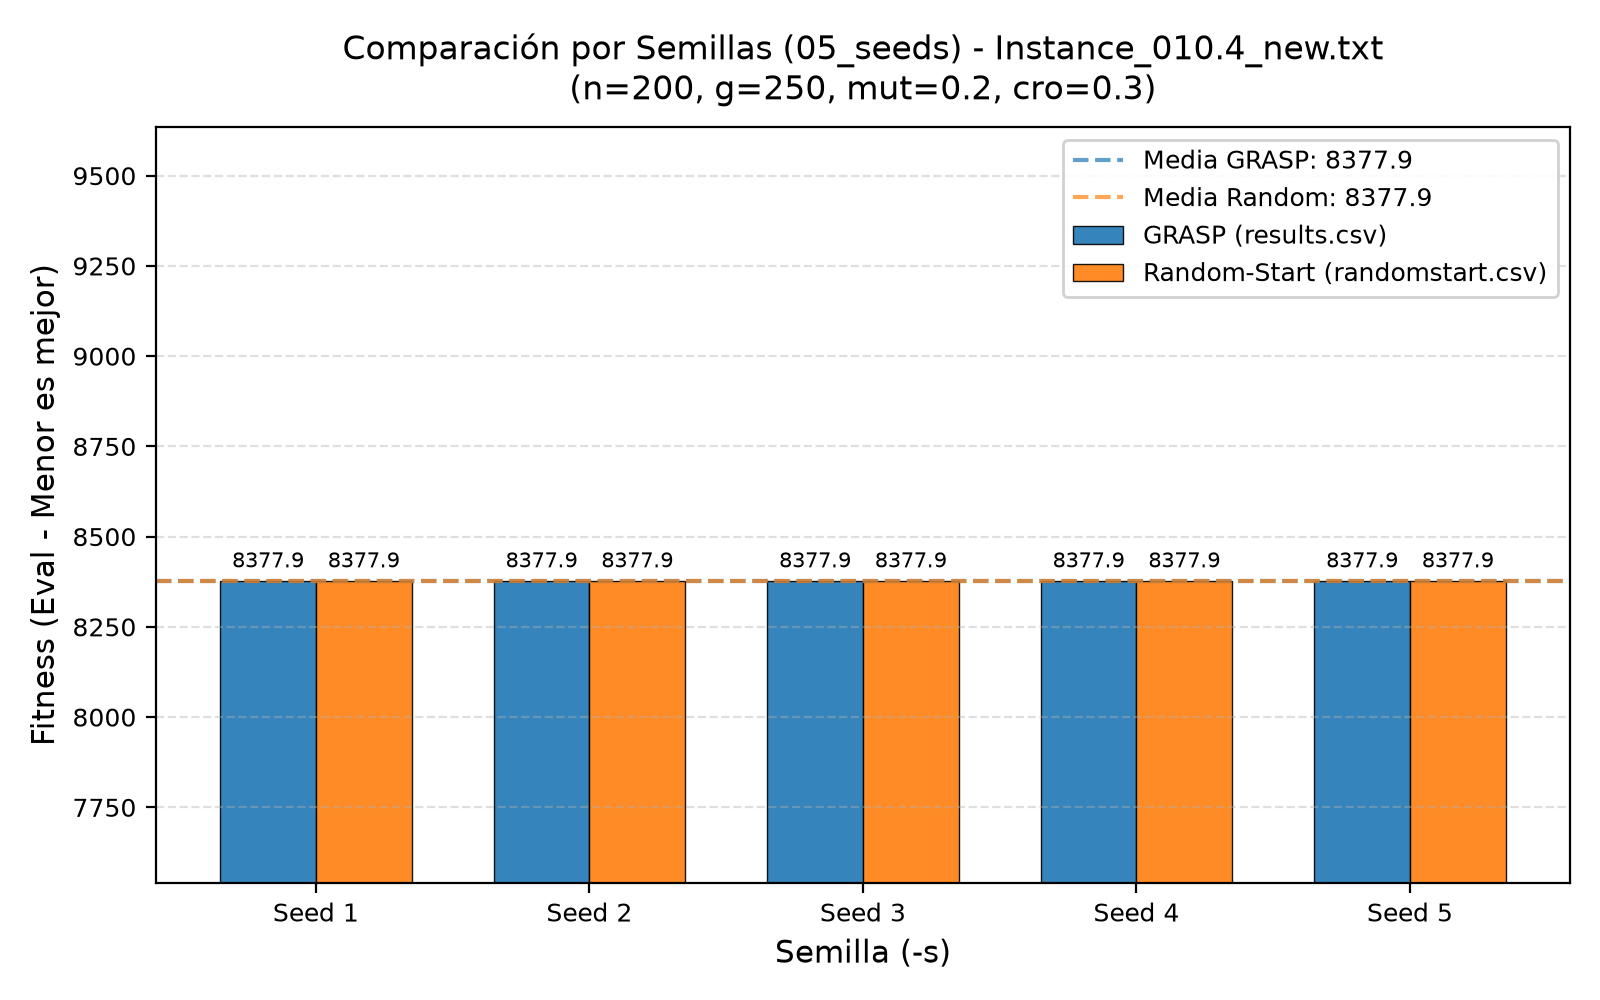 Comparación por Semillas (05_seeds) - Instance_010.4_new.txt
(n=200, g=250, mut=0.2, cro=0.3)
Media GRASP: 8377.9
Media Random: 8377.9
GRASP (results.csv)
Random-Start (randomstart.csv)
Fitness (Eval - Menor es mejor)
9500
9250
9000
8750
8500
8250
8000
7750
8377.9 8377.9 8377.9 8377.9 8377.9 8377.9 8377.9 8377.9 8377.9 8377.9
Seed 1 Seed 2 Seed 3 Seed 4 Seed 5
Semilla (-s)